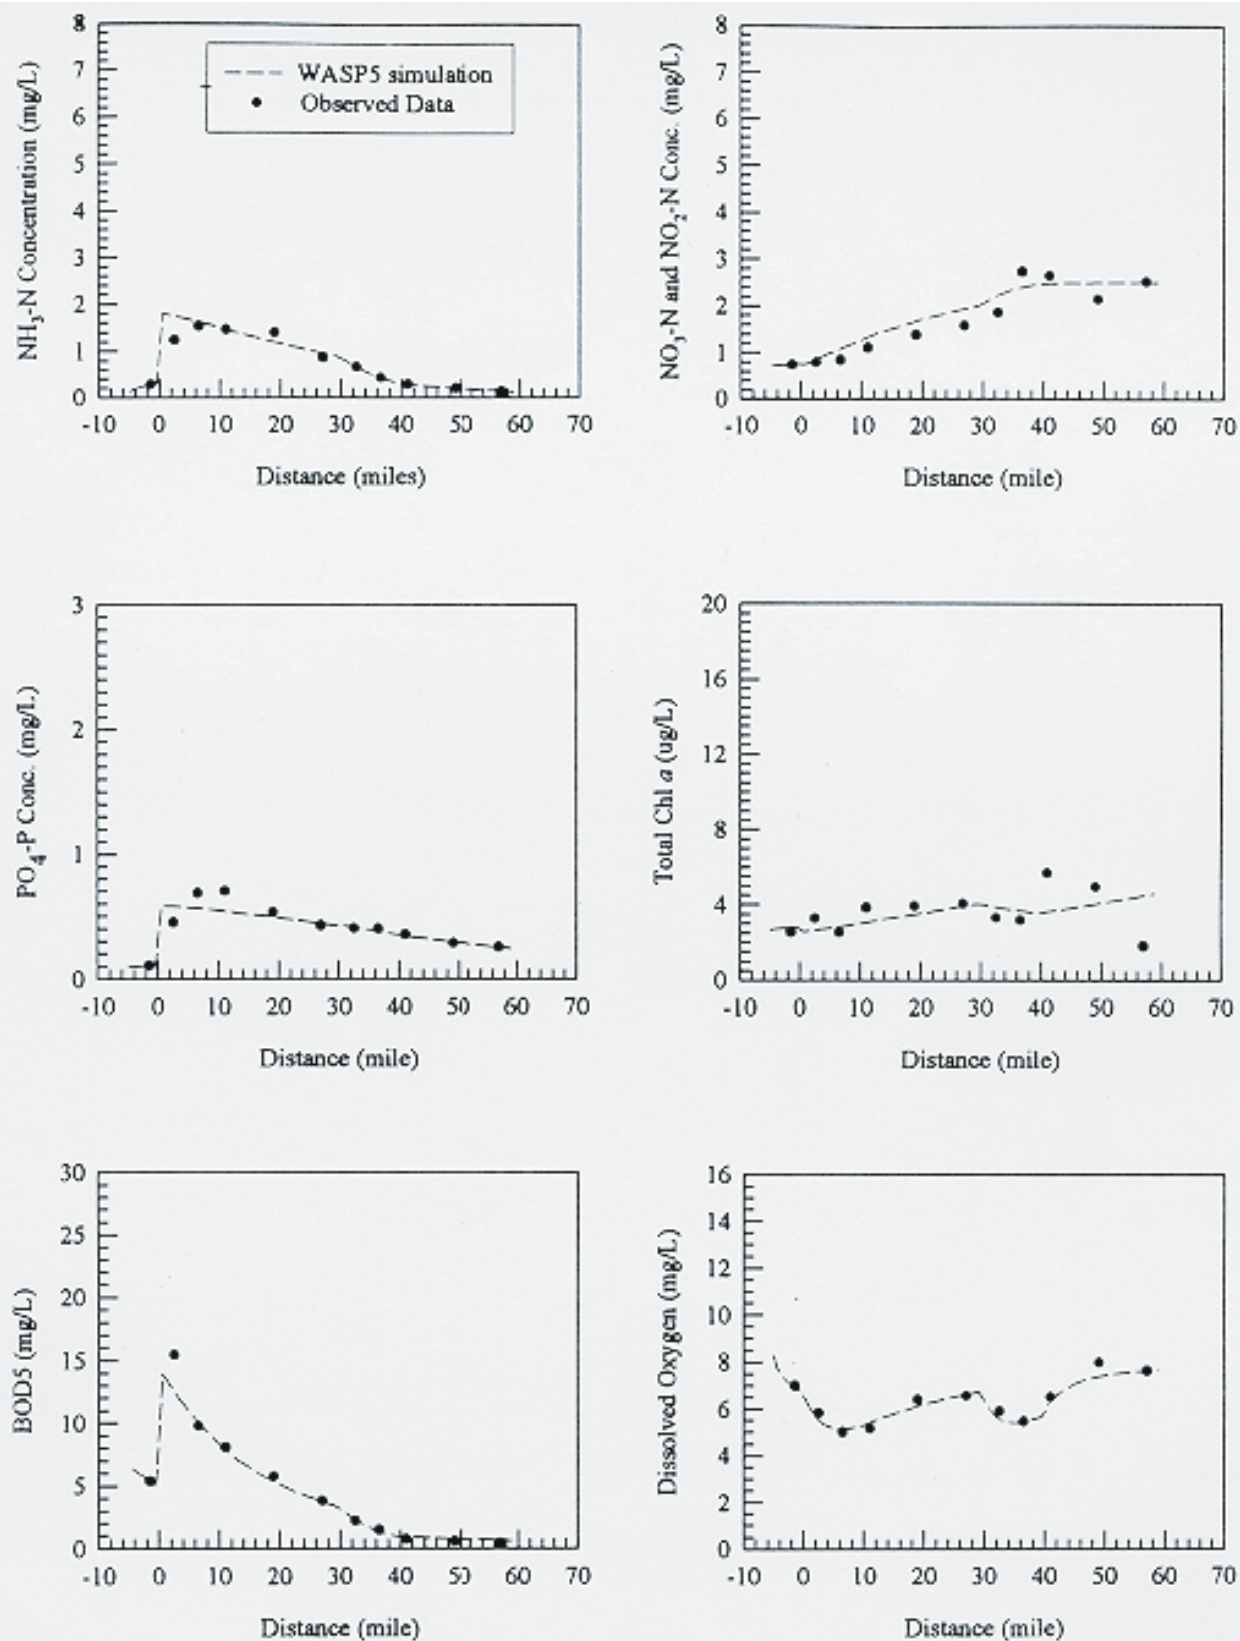 NH3-N Concentration (mg/L)
8
7
6
5
4
3
2
1
0
WASP5 simulation
Observed Data
-10 0 10 20 30 40 50 60 70
Distance (miles)
NO3-N and NO2-N Conc. (mg/L)
8
7
6
5
4
3
2
1
0
-10 0 10 20 30 40 50 60 70
Distance (mile)
PO4-P Conc. (mg/L)
3
2
1
0
-10 0 10 20 30 40 50 60 70
Distance (mile)
Total Chl a (ug/L)
20
16
12
8
4
0
-10 0 10 20 30 40 50 60 70
Distance (mile)
BOD5 (mg/L)
30
25
20
15
10
5
0
-10 0 10 20 30 40 50 60 70
Distance (mile)
Dissolved Oxygen (mg/L)
16
14
12
10
8
6
4
2
0
-10 0 10 20 30 40 50 60 70
Distance (mile)